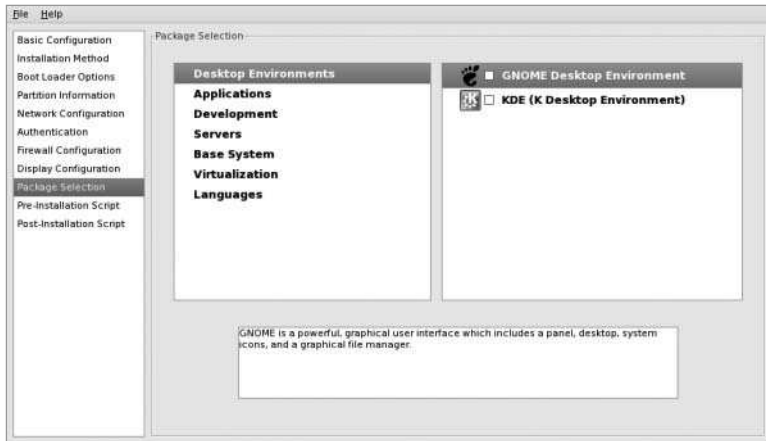 File Help
Basic Configuration
Installation Method
Boot Loader Options
Partition Information
Network Configuration
Authentication
Firewall Configuration
Display Configuration
Package Selection
Pre-Installation Script
Post-Installation Script
Package Selection
Desktop Environments
Applications
Development
Servers
Base System
Virtualization
Languages
GNOME Desktop Environment
KDE (K Desktop Environment)
GNOME is a powerful, graphical user interface which includes a panel, desktop, system
icons, and a graphical file manager.